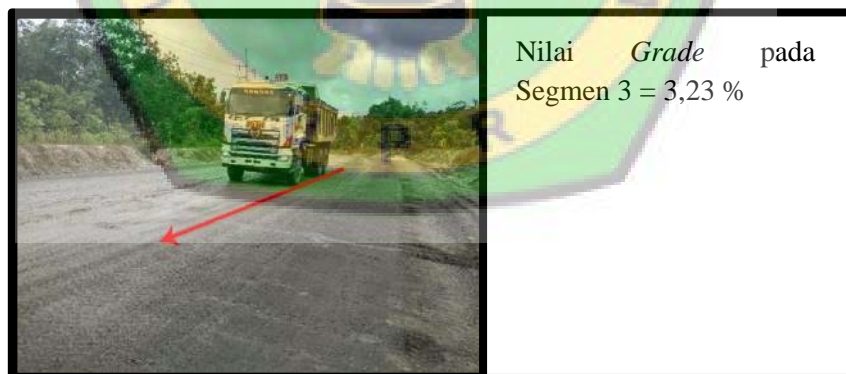 Nilai Grade pada
Segmen 3 = 3,23 %
P
R